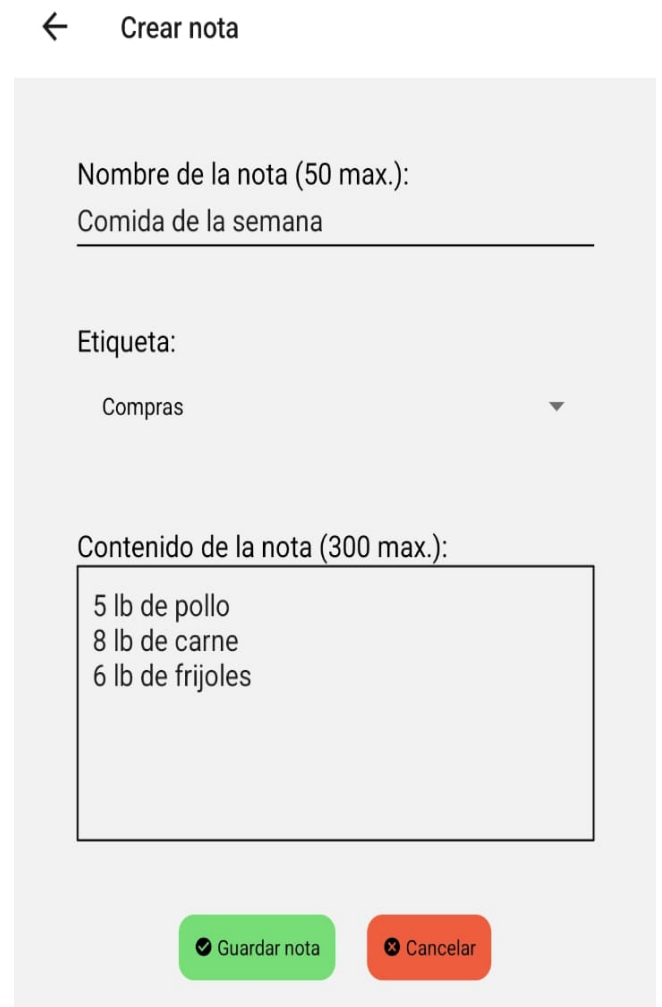 Crear nota
Nombre de la nota (50 max.):
Comida de la semana
Etiqueta:
Compras
Contenido de la nota (300 max.):
5 lb de pollo
8 lb de carne
6 lb de frijoles
Guardar nota
Cancelar